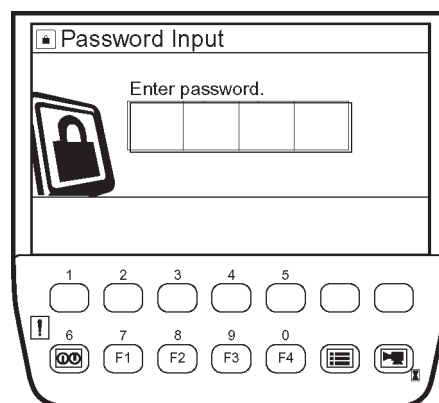 Password Input
Enter password.
1 2 3 4 5
6 7 8 9 0
F1 F2 F3 F4